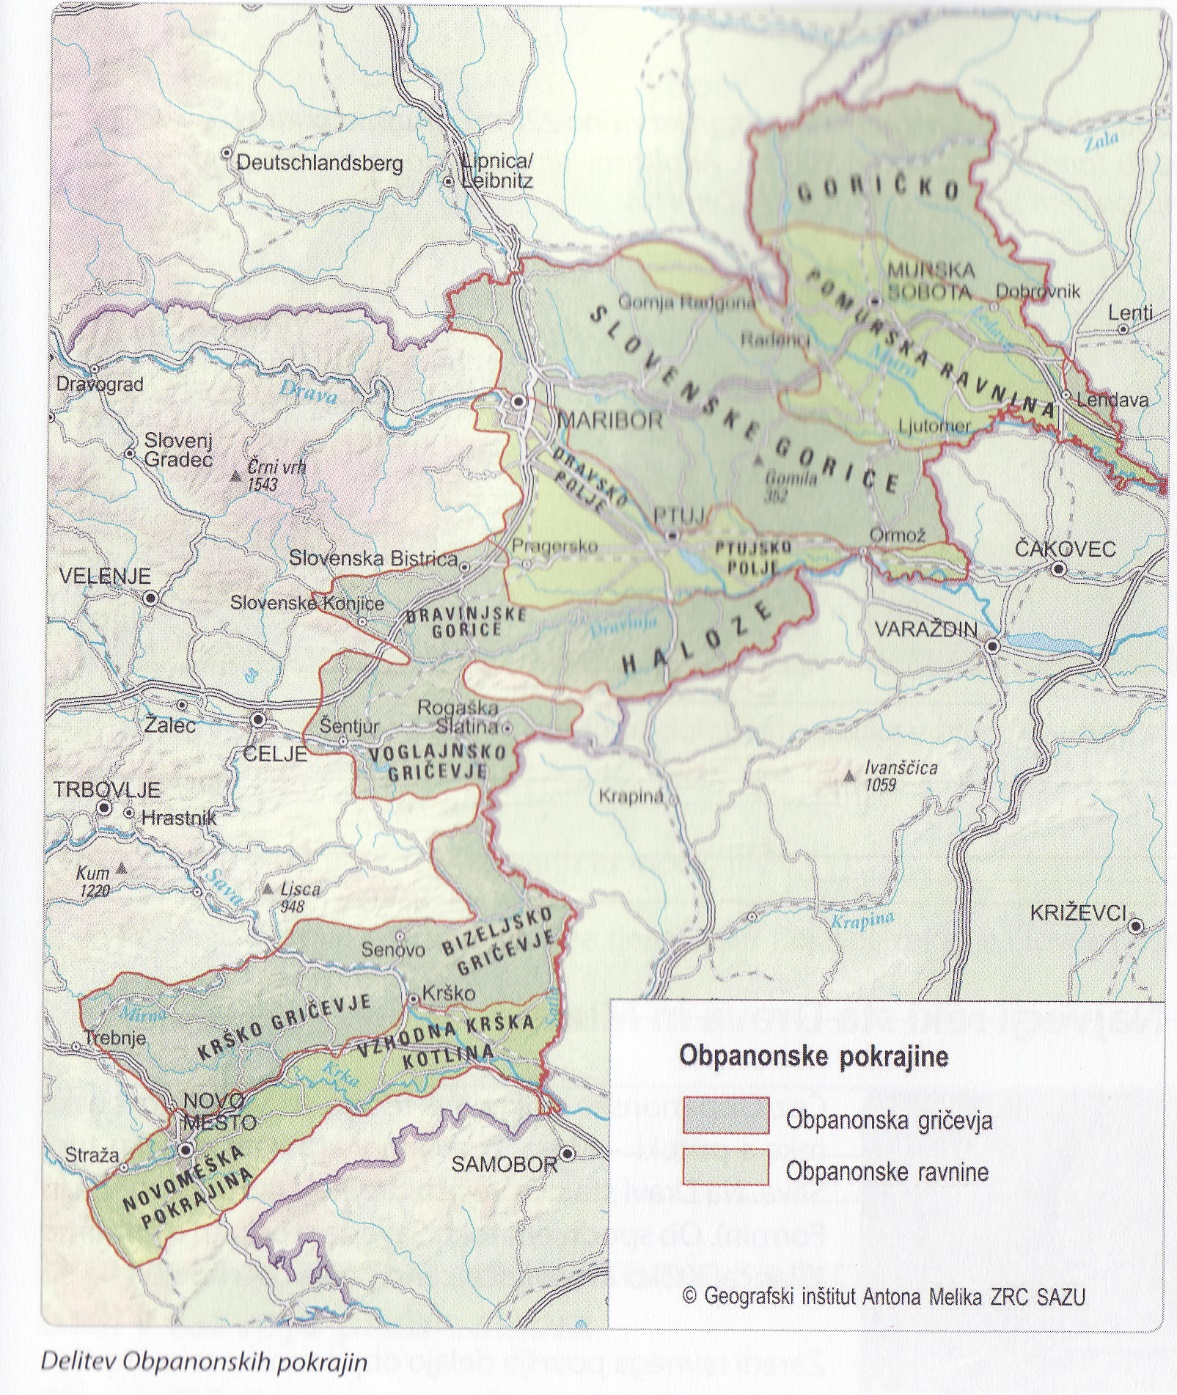 Zala
Deutschlandsberg
Lipnica/
Leibnitz
GORIČKO
MURSKA
SOBOTA
Dobrovnik
Lenti
Gornja Radgona
Radenci
POMURSKA RAVNINA
Ledava
Mura
Lendava
Ljutomer
SLOVENSKE GORICE
Dravograd
Drava
MARIBOR
Slovenj
Gradec
Črni vrh
1543
Gomila
352
DRAVSKO
POLJE
PTUJ
Ormož
PTUJSKO
POLJE
Pragersko
Slovenska Bistrica
ČAKOVEC
VELENJE
Slovenske Konjice
DRAVINJSKE
GORICE
Dravinja
HALOZE
VARAŽDIN
Rogaška
Slatina
Žalec
CELJE
Šentjur
VOGLAJNSKO
GRIČEVJE
Ivanščica
1059
TRBOVLJE
Hrastnik
Krapina
Kum
1220
Sava
Lisca
948
Krapina
KRIŽEVCI
Senovo
BIZELJSKO
GRIČEVJE
Krško
Mirna
KRŠKO GRIČEVJE
Sotla
Trebnje
VZHODNA KRŠKA
KOTLINA
Krka
NOVO
MESTO
Straža
NOVOMEŠKA
POKRAJINA
SAMOBOR
Obpanonske pokrajine
Obpanonska gričevja
Obpanonske ravnine
© Geografski inštitut Antona Melika ZRC SAZU
Delitev Obpanonskih pokrajin